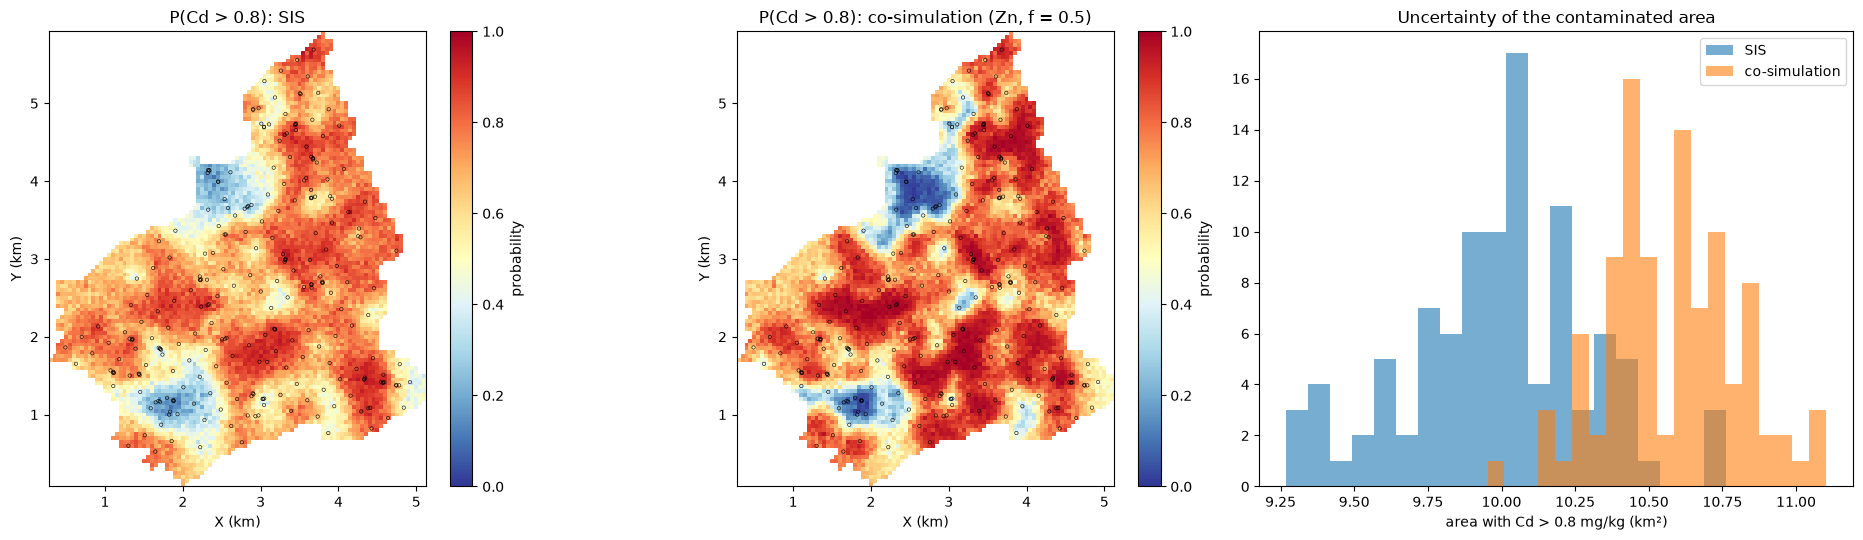 P(Cd > 0.8): SIS
5
4
3
2
1
Y (km)
1 2 3 4 5
X (km)
1.0
0.8
0.6
0.4
0.2
0.0
probability
P(Cd > 0.8): co-simulation (Zn, f = 0.5)
5
4
3
2
1
Y (km)
1 2 3 4 5
X (km)
1.0
0.8
0.6
0.4
0.2
0.0
probability
Uncertainty of the contaminated area
SIS
co-simulation
16
14
12
10
8
6
4
2
0
9.25 9.50 9.75 10.00 10.25 10.50 10.75 11.00
area with Cd > 0.8 mg/kg (km²)